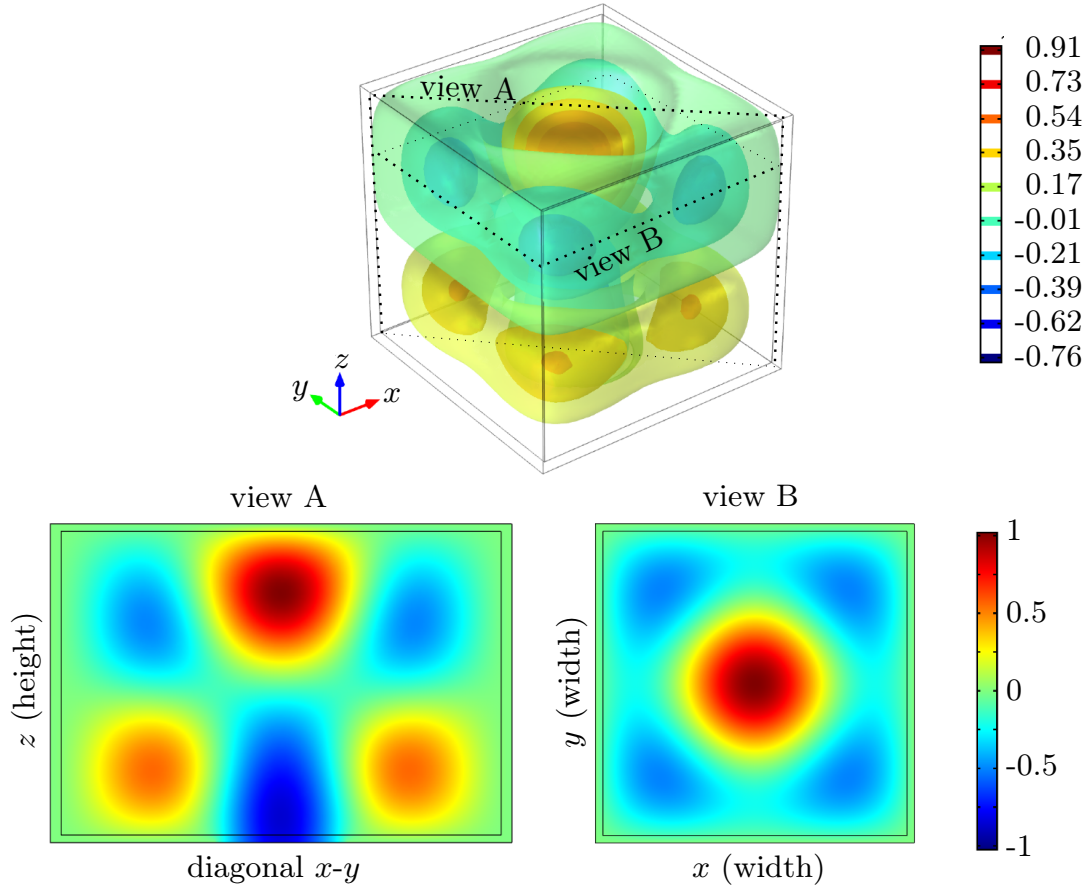 view A
view B
z
y
x
0.91
0.73
0.54
0.35
0.17
-0.01
-0.21
-0.39
-0.62
-0.76
view A
z (height)
diagonal x-y
view B
y (width)
x (width)
1
0.5
0
-0.5
-1